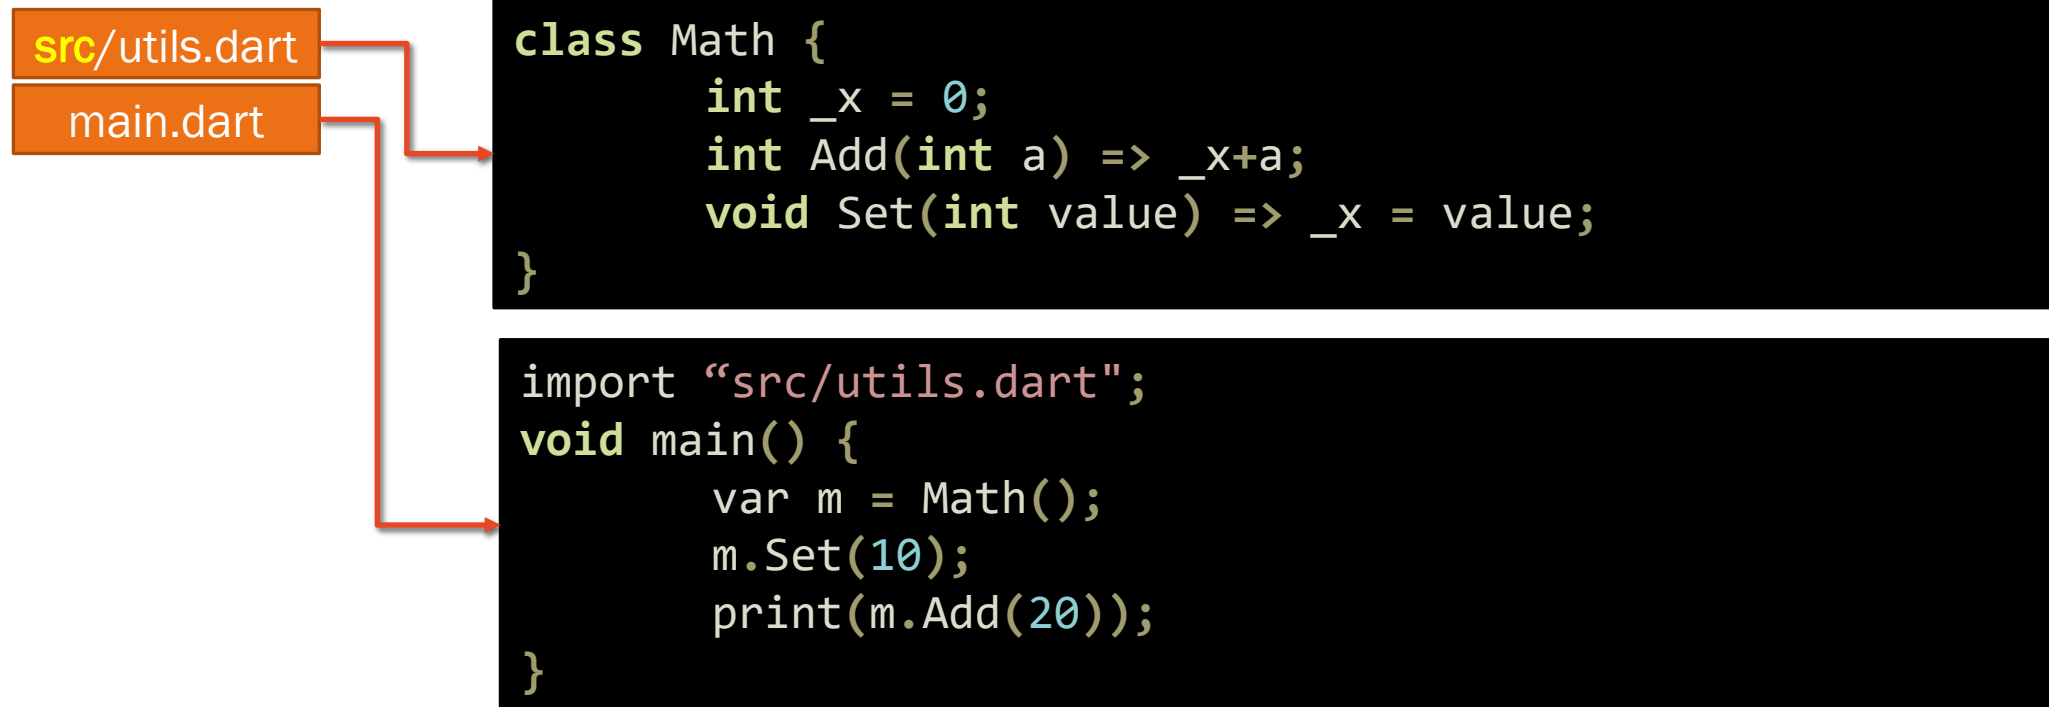 src/utils.dart
main.dart
class Math {
int _x = 0;
int Add(int a) => _x+a;
void Set(int value) => _x = value;
}
import “src/utils.dart";
void main() {
var m = Math();
m.Set(10);
print(m.Add(20));
}